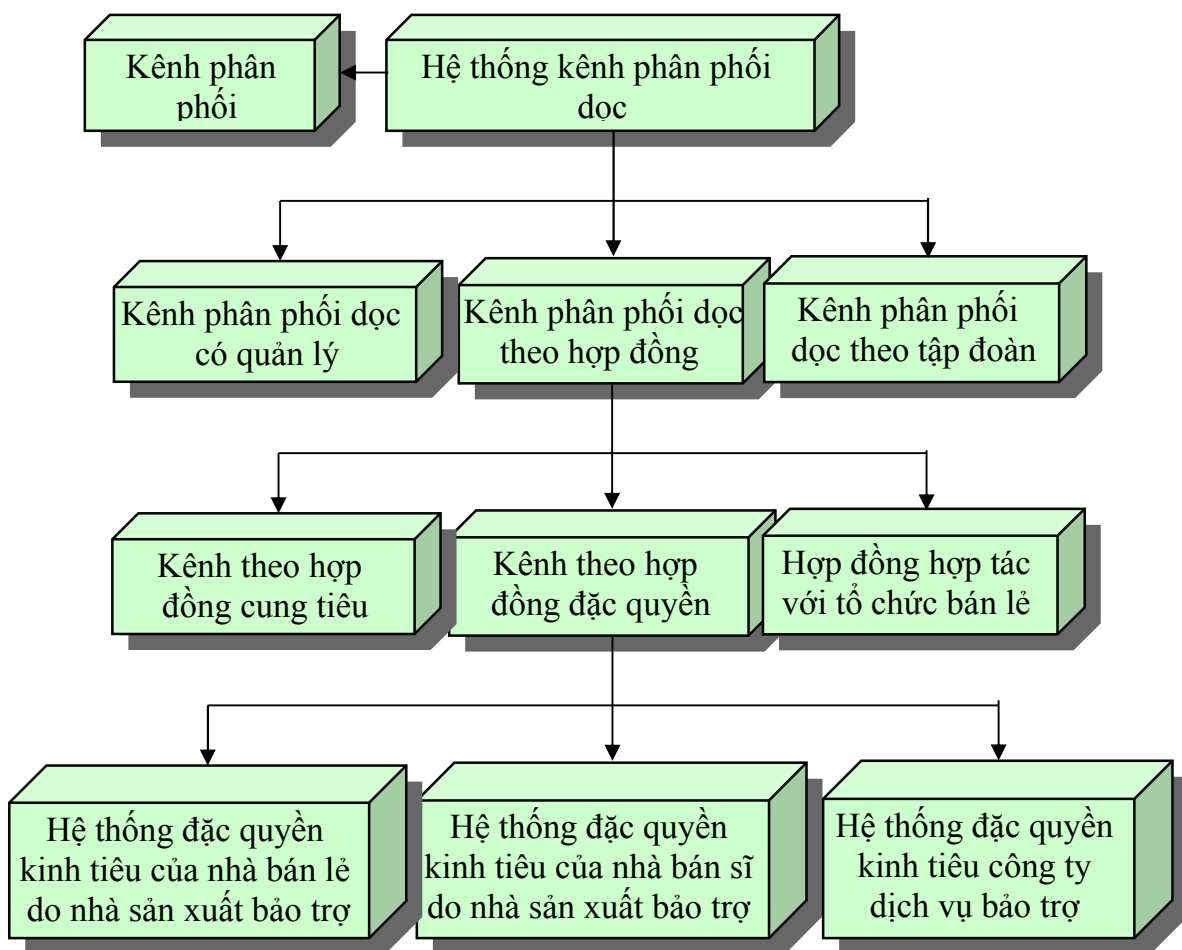 Kênh phân
phối
Hệ thống kênh phân phối
dọc
Kênh phân phối dọc
có quản lý
Kênh phân phối dọc
theo hợp đồng
Kênh phân phối
dọc theo tập đoàn
Kênh theo hợp
đồng cung tiêu
Kênh theo hợp
đồng đặc quyền
Hợp đồng hợp tác
với tổ chức bán lẻ
Hệ thống đặc quyền
kinh tiêu của nhà bán lẻ
do nhà sản xuất bảo trợ
Hệ thống đặc quyền
kinh tiêu của nhà bán sĩ
do nhà sản xuất bảo trợ
Hệ thống đặc quyền
kinh tiêu công ty
dịch vụ bảo trợ